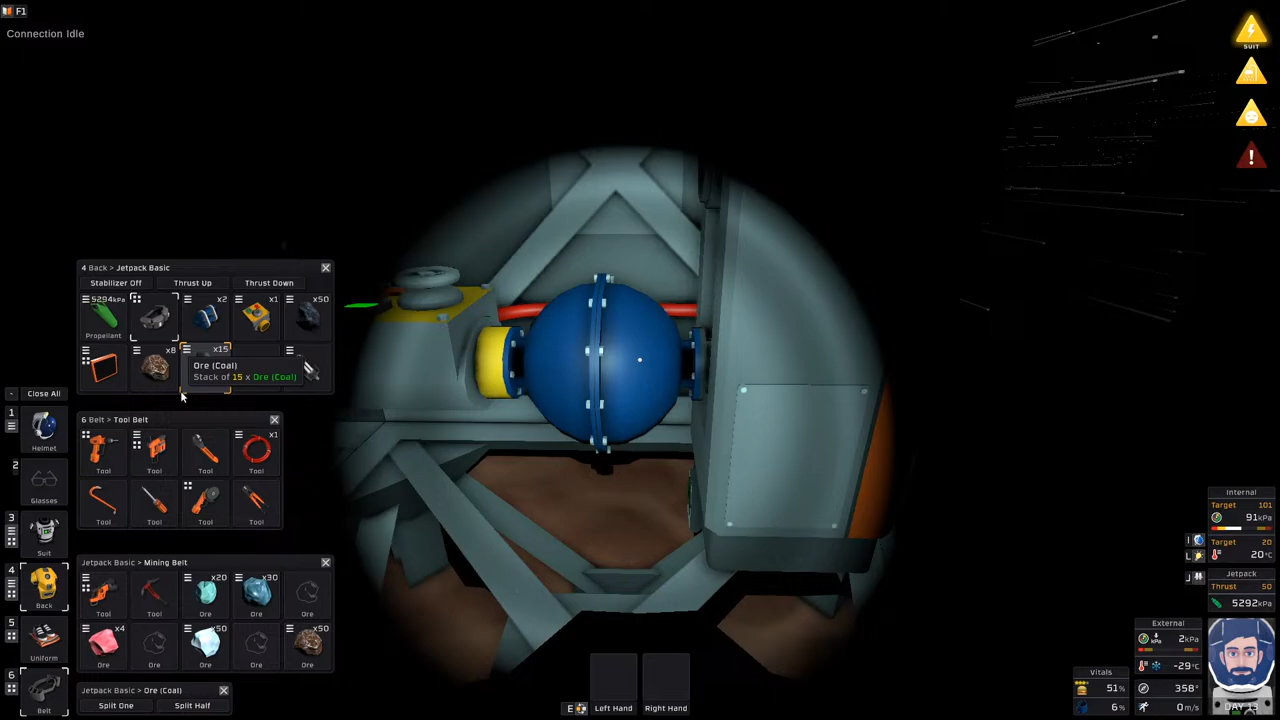 F1
Connection Idle
SUIT
4 Back > Jetpack Basic
Stabilizer Off Thrust Up Thrust Down
5294kPa x2 x1 x50
Propellant
x8 x15
Ore (Coal)
Stack of 15 x Ore (Coal)
- Close All
1 Helmet
2 Glasses
3 Suit
4 Back
5 Uniform
6 Belt
6 Belt > Tool Belt
x1
Tool Tool Tool Tool
Tool Tool Tool Tool
Jetpack Basic > Mining Belt
x20 x30
Tool Tool Ore Ore Ore
x4 x50 x50
Ore Ore Ore Ore Ore
Jetpack Basic > Ore (Coal)
Split One Split Half
E Left Hand Right Hand
Internal
Target 101
91kPa
I Target 20
L 20°C
Jetpack
J Thrust 50
5292kPa
External
kPa 2kPa
-29°C
Vitals
51% 358°
6% 0m/s
DAY 13